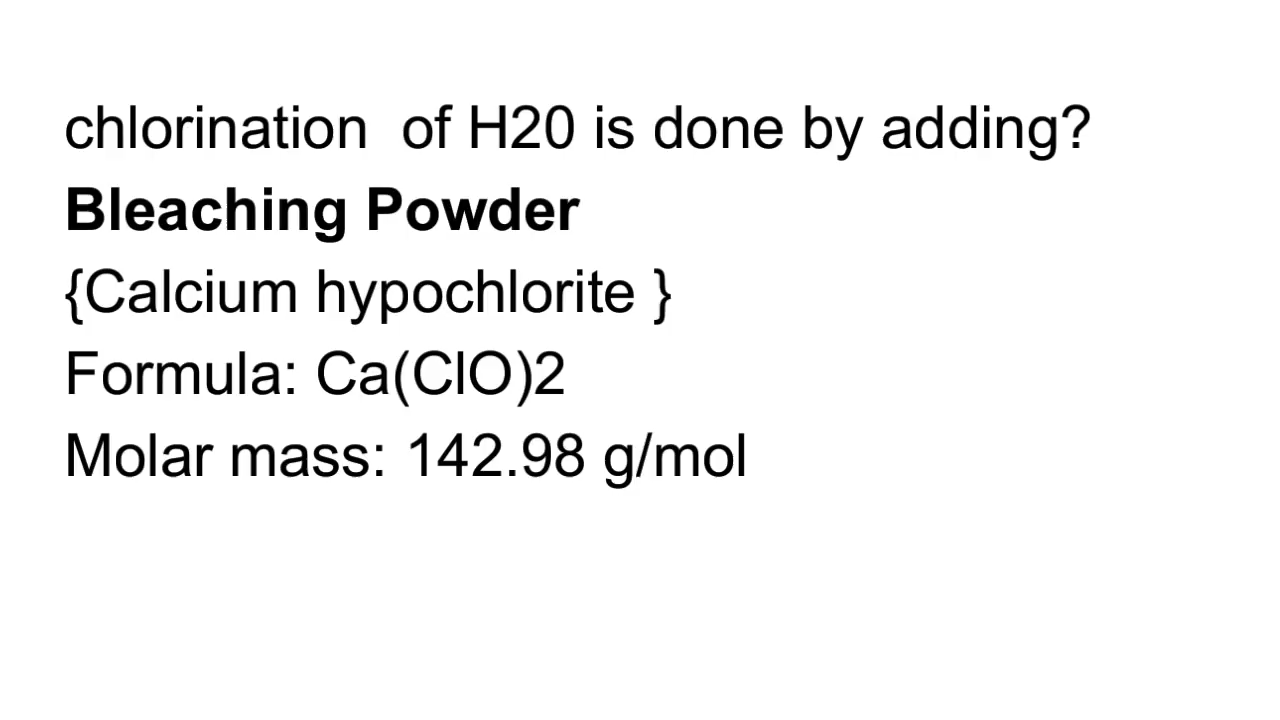 chlorination  of H20 is done by adding?
Bleaching Powder
{Calcium hypochlorite }
Formula: Ca(ClO)2
Molar mass: 142.98 g/mol